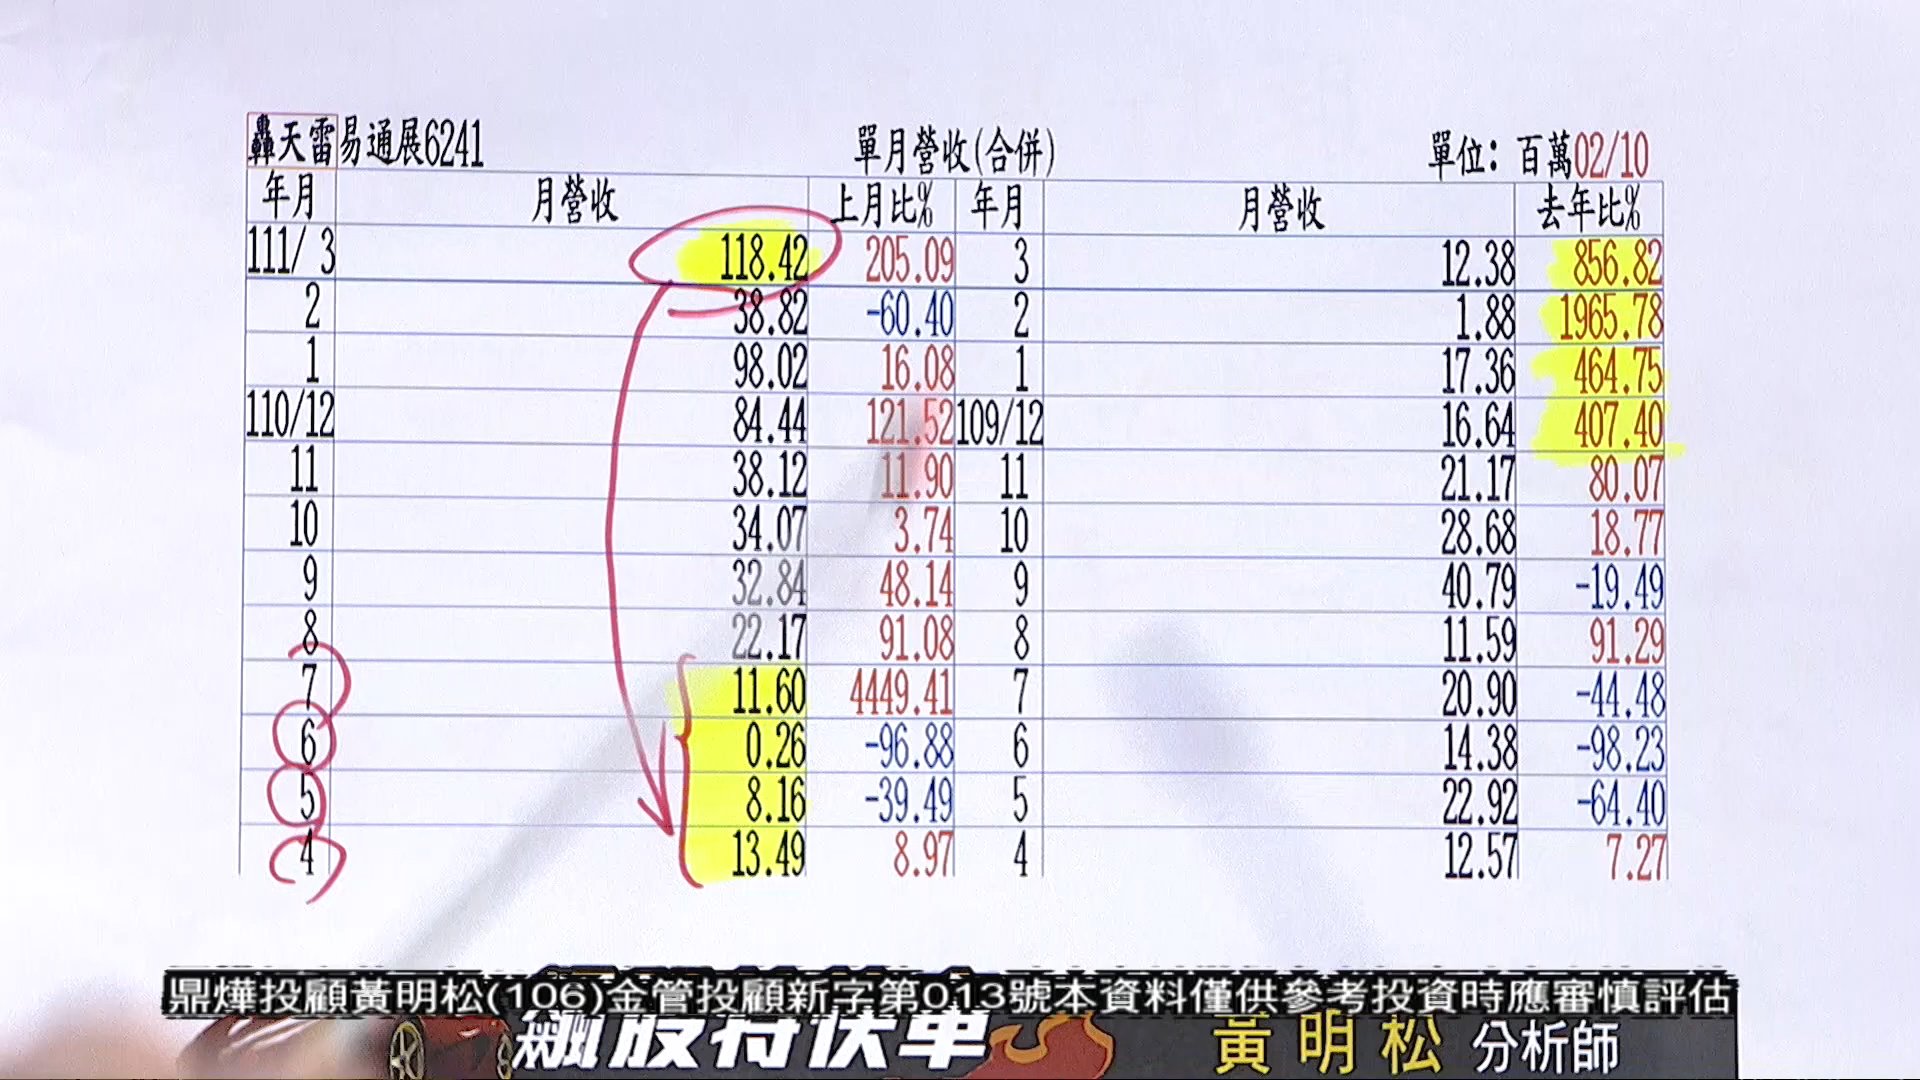 轟天雷易通展6241 單月營收(合併) 單位：百萬02/10
年月 月營收 上月比% 年月 月營收 去年比%
111/ 3 118.42 205.09 3 12.38 856.82
2 38.82 -60.40 2 1.88 1965.78
1 98.02 16.08 1 17.36 464.75
110/12 84.44 121.52 109/12 16.64 407.40
11 38.12 11.90 11 21.17 80.07
10 34.07 3.74 10 28.68 18.77
9 32.84 48.14 9 40.79 -19.49
8 22.17 91.08 8 11.59 91.29
7 11.60 4449.41 7 20.90 -44.48
6 0.26 -96.88 6 14.38 -98.23
5 8.16 -39.49 5 22.92 -64.40
4 13.49 8.97 4 12.57 7.27
鼎燁投顧黃明松(106)金管投顧新字第013號本資料僅供參考投資時應審慎評估
飆股特快車 黃明松 分析師